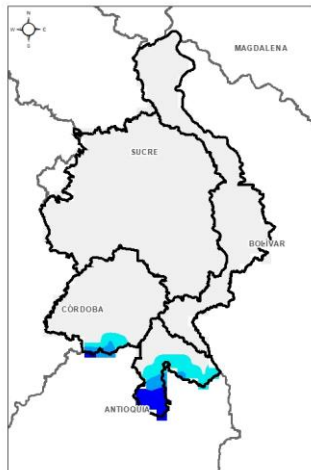 N
W E
S
MAGDALENA
SUCRE
BOLÍVAR
CÓRDOBA
ANTIOQUIA